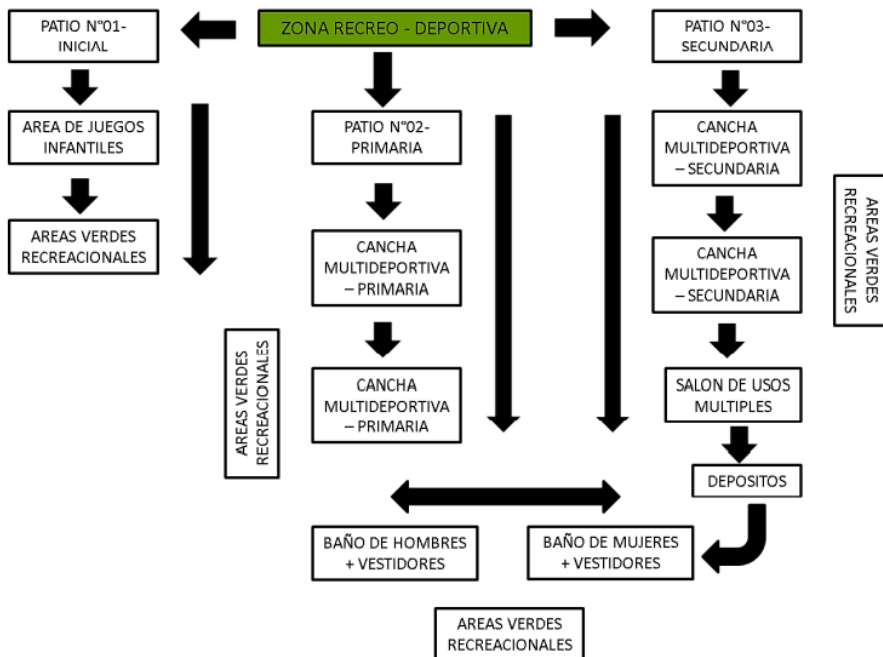 PATIO N°01-
INICIAL
ZONA RECREO - DEPORTIVA
PATIO N°03-
SECUNDARIA
AREA DE JUEGOS
INFANTILES
PATIO N°02-
PRIMARIA
CANCHA
MULTIDEPORTIVA
– SECUNDARIA
AREAS VERDES
RECREACIONALES
CANCHA
MULTIDEPORTIVA
– PRIMARIA
CANCHA
MULTIDEPORTIVA
– SECUNDARIA
AREAS VERDES
RECREACIONALES
AREAS VERDES
RECREACIONALES
CANCHA
MULTIDEPORTIVA
– PRIMARIA
SALON DE USOS
MULTIPLES
DEPOSITOS
BAÑO DE HOMBRES
+ VESTIDORES
BAÑO DE MUJERES
+ VESTIDORES
AREAS VERDES
RECREACIONALES